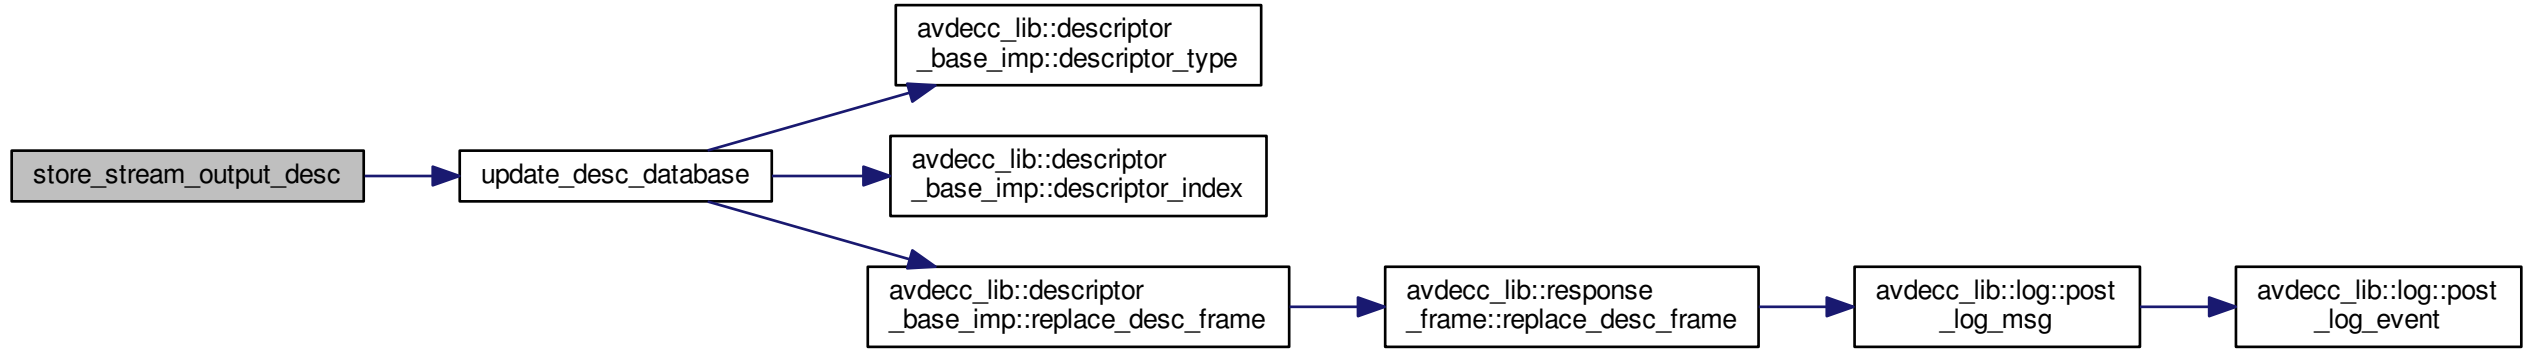 avdecc_lib::descriptor
_base_imp::descriptor_type
store_stream_output_desc
update_desc_database
avdecc_lib::descriptor
_base_imp::descriptor_index
avdecc_lib::descriptor
_base_imp::replace_desc_frame
avdecc_lib::response
_frame::replace_desc_frame
avdecc_lib::log::post
_log_msg
avdecc_lib::log::post
_log_event